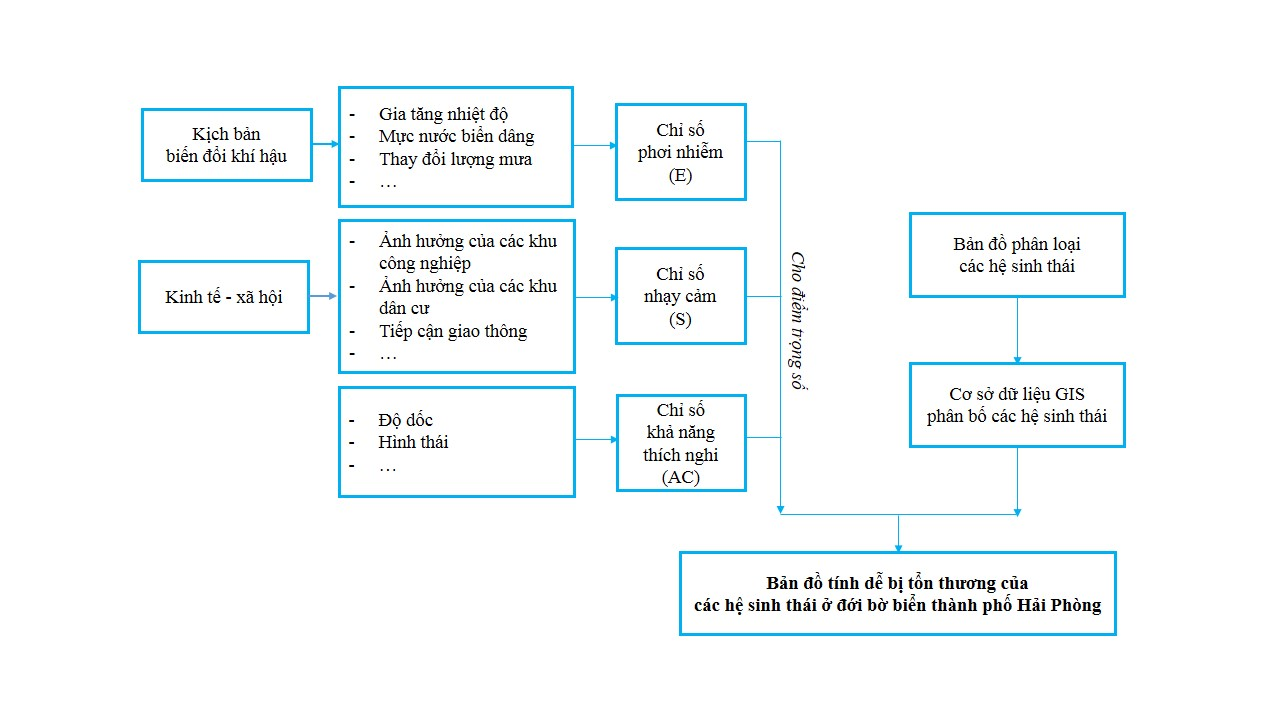 Kịch bản
biến đổi khí hậu
- Gia tăng nhiệt độ
- Mực nước biển dâng
- Thay đổi lượng mưa
- …
Chỉ số
phơi nhiễm
(E)
Kinh tế - xã hội
- Ảnh hưởng của các khu
công nghiệp
- Ảnh hưởng của các khu
dân cư
- Tiếp cận giao thông
- …
Chỉ số
nhạy cảm
(S)
- Độ dốc
- Hình thái
- …
Chỉ số
khả năng
thích nghi
(AC)
Cho điểm trọng số
Bản đồ phân loại
các hệ sinh thái
Cơ sở dữ liệu GIS
phân bố các hệ sinh thái
Bản đồ tính dễ bị tổn thương của
các hệ sinh thái ở đới bờ biển thành phố Hải Phòng